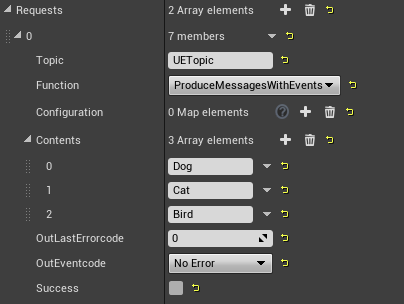 Requests 2 Array elements
0 7 members
Topic UETopic
Function ProduceMessagesWithEvents
Configuration 0 Map elements ?
Contents 3 Array elements
0 Dog
1 Cat
2 Bird
OutLastErrorcode 0
OutEventcode No Error
Success